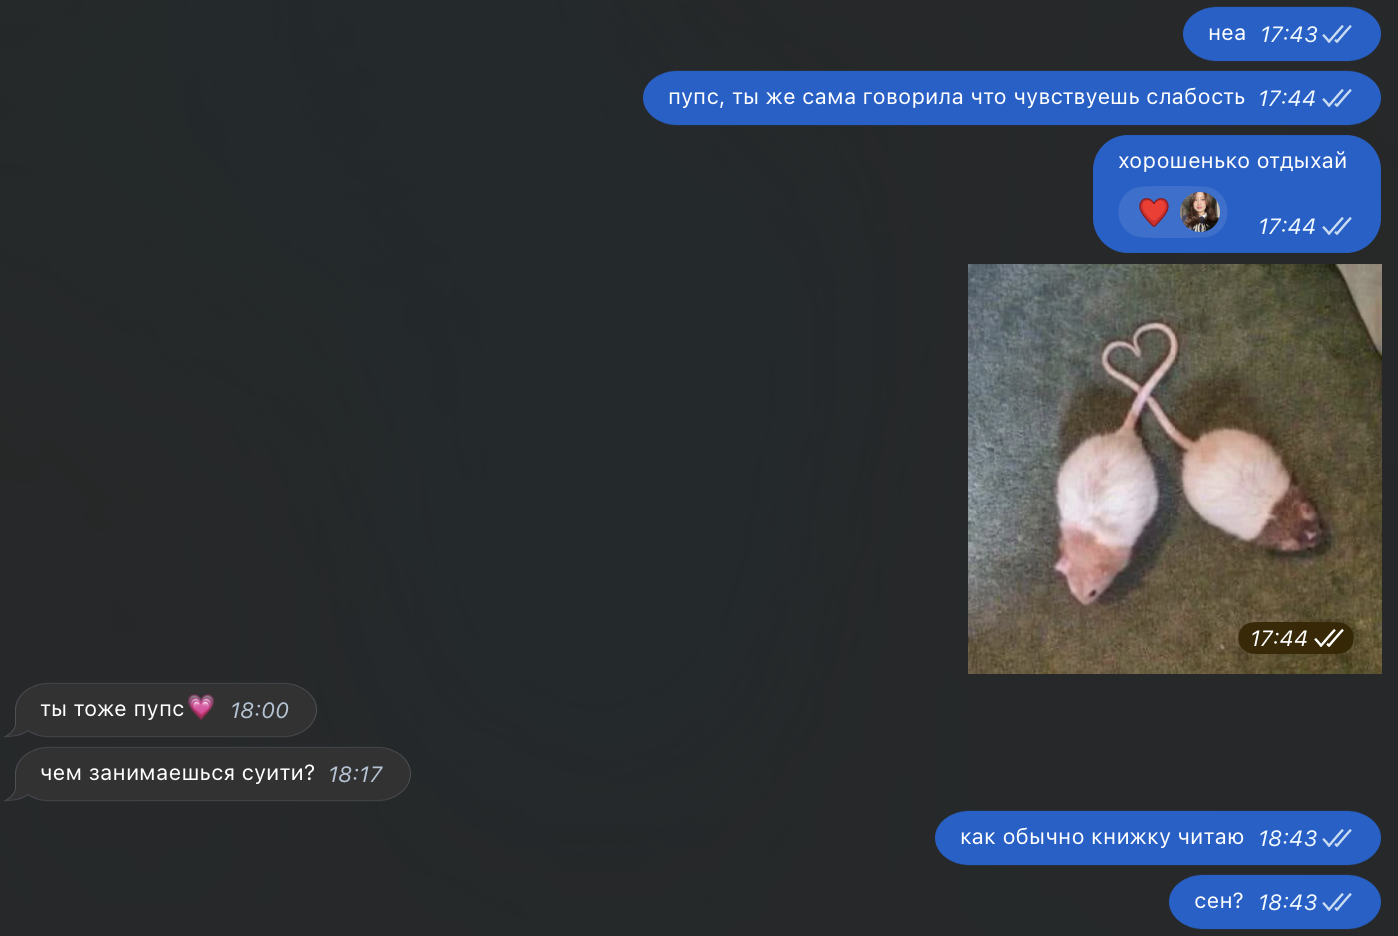 неа 17:43
пупс, ты же сама говорила что чувствуешь слабость 17:44
хорошенько отдыхай
17:44
17:44
ты тоже пупс💗 18:00
чем занимаешься суити? 18:17
как обычно книжку читаю 18:43
сен? 18:43